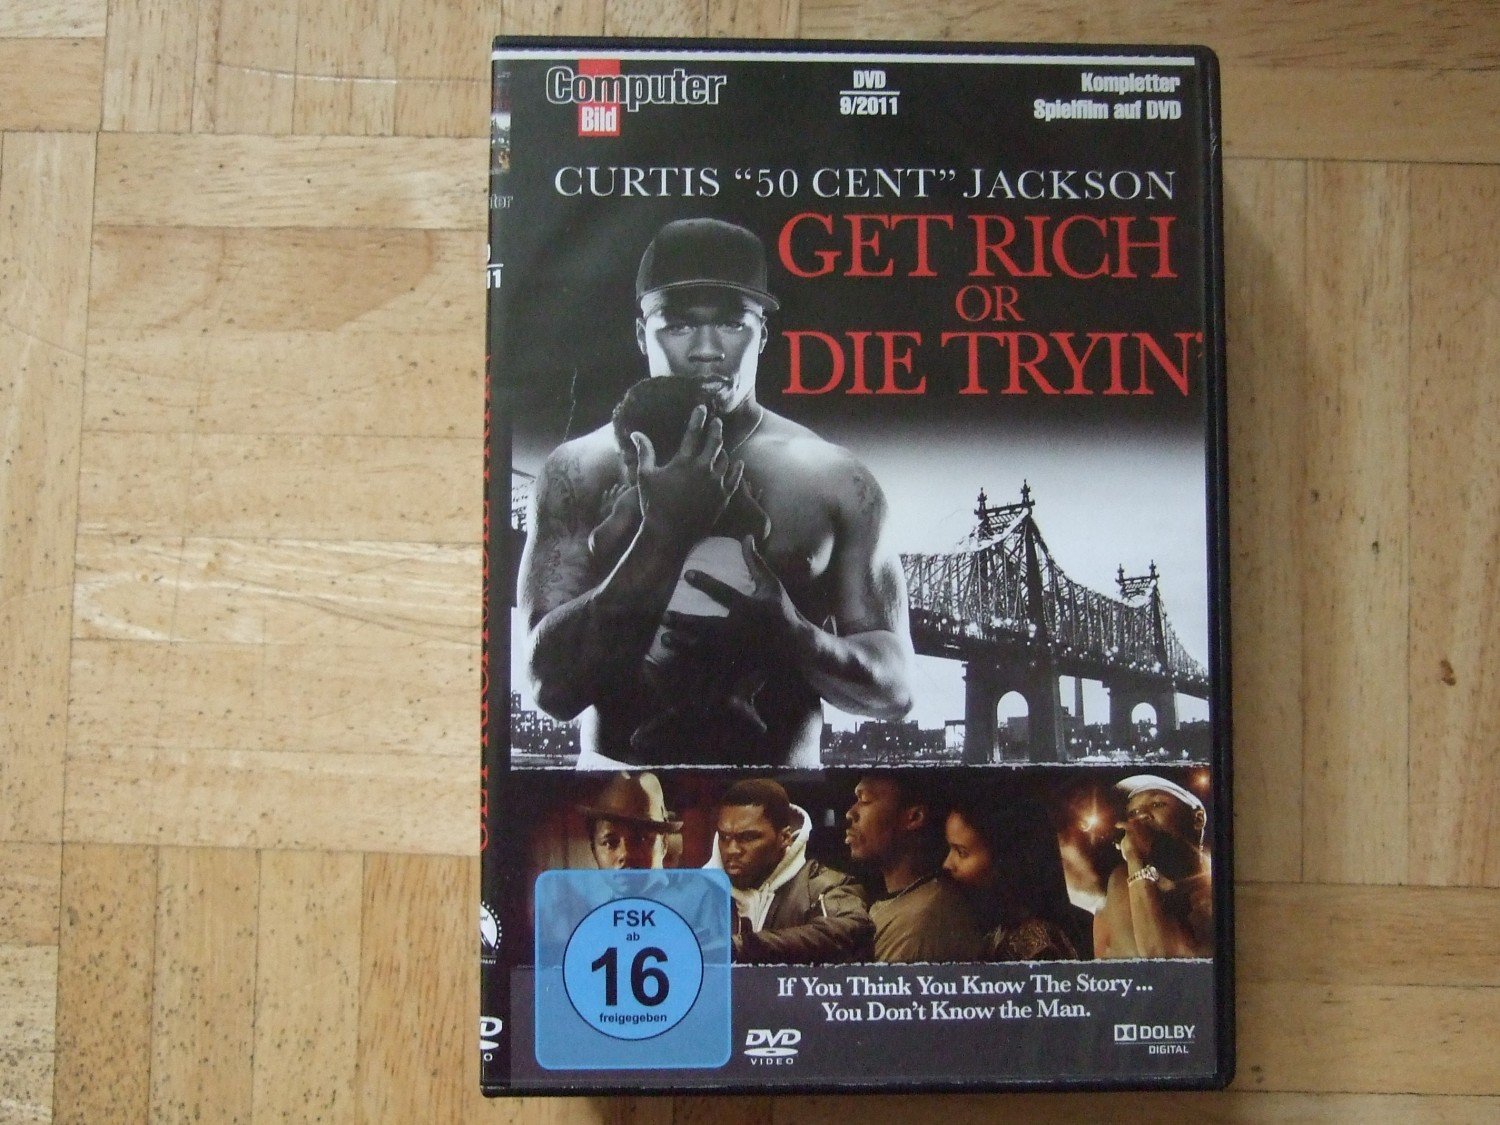 Computer
Bild
DVD
9/2011
Kompletter
Spielfilm auf DVD
CURTIS “50 CENT” JACKSON
GET RICH
OR
DIE TRYIN'
FSK
ab
16
freigegeben
If You Think You Know The Story...
You Don't Know the Man.
DVD
VIDEO
DOLBY
DIGITAL